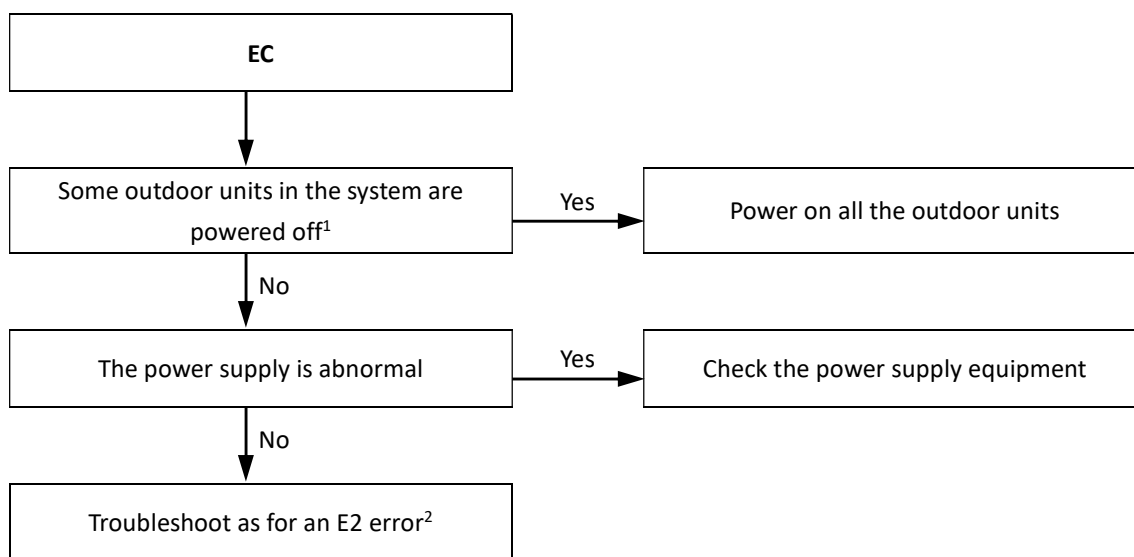 EC
Some outdoor units in the system are
powered off¹
Yes
Power on all the outdoor units
No
The power supply is abnormal
Yes
Check the power supply equipment
No
Troubleshoot as for an E2 error²